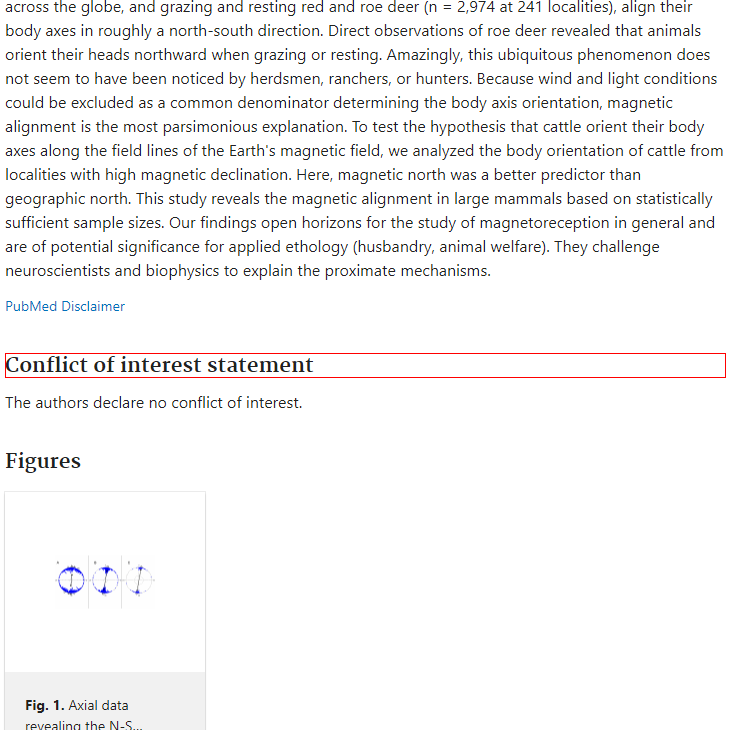 across the globe, and grazing and resting red and roe deer (n = 2,974 at 241 localities), align their
body axes in roughly a north-south direction. Direct observations of roe deer revealed that animals
orient their heads northward when grazing or resting. Amazingly, this ubiquitous phenomenon does
not seem to have been noticed by herdsmen, ranchers, or hunters. Because wind and light conditions
could be excluded as a common denominator determining the body axis orientation, magnetic
alignment is the most parsimonious explanation. To test the hypothesis that cattle orient their body
axes along the field lines of the Earth's magnetic field, we analyzed the body orientation of cattle from
localities with high magnetic declination. Here, magnetic north was a better predictor than
geographic north. This study reveals the magnetic alignment in large mammals based on statistically
sufficient sample sizes. Our findings open horizons for the study of magnetoreception in general and
are of potential significance for applied ethology (husbandry, animal welfare). They challenge
neuroscientists and biophysics to explain the proximate mechanisms.
PubMed Disclaimer
Conflict of interest statement
The authors declare no conflict of interest.
Figures
Fig. 1. Axial data
revealing the N-S...